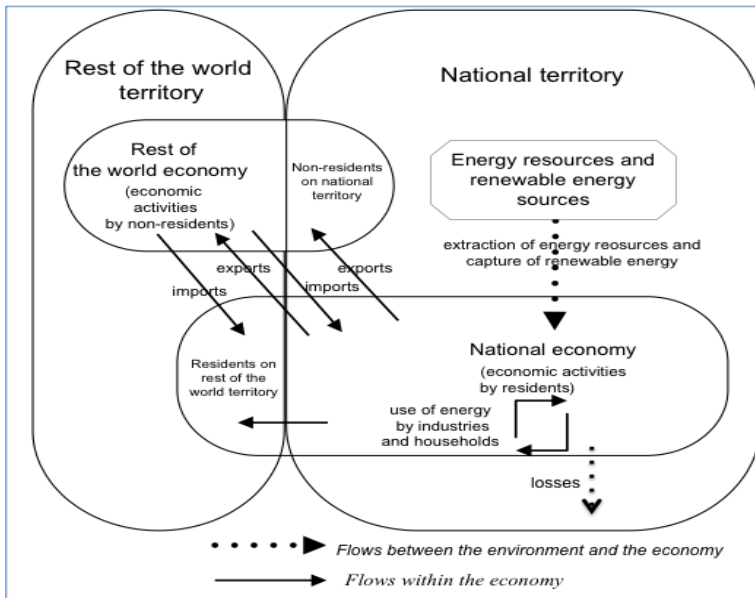 Rest of the world
territory
National territory
Rest of
the world economy
(economic
activities
by non-residents)
Non-residents
on national
territory
Energy resources and
renewable energy
sources
extraction of energy reosurces and
capture of renewable energy
exports
imports
exports
imports
Residents on
rest of the
world territory
National economy
(economic activities
by residents)
use of energy
by industries
and households
losses
Flows between the environment and the economy
Flows within the economy